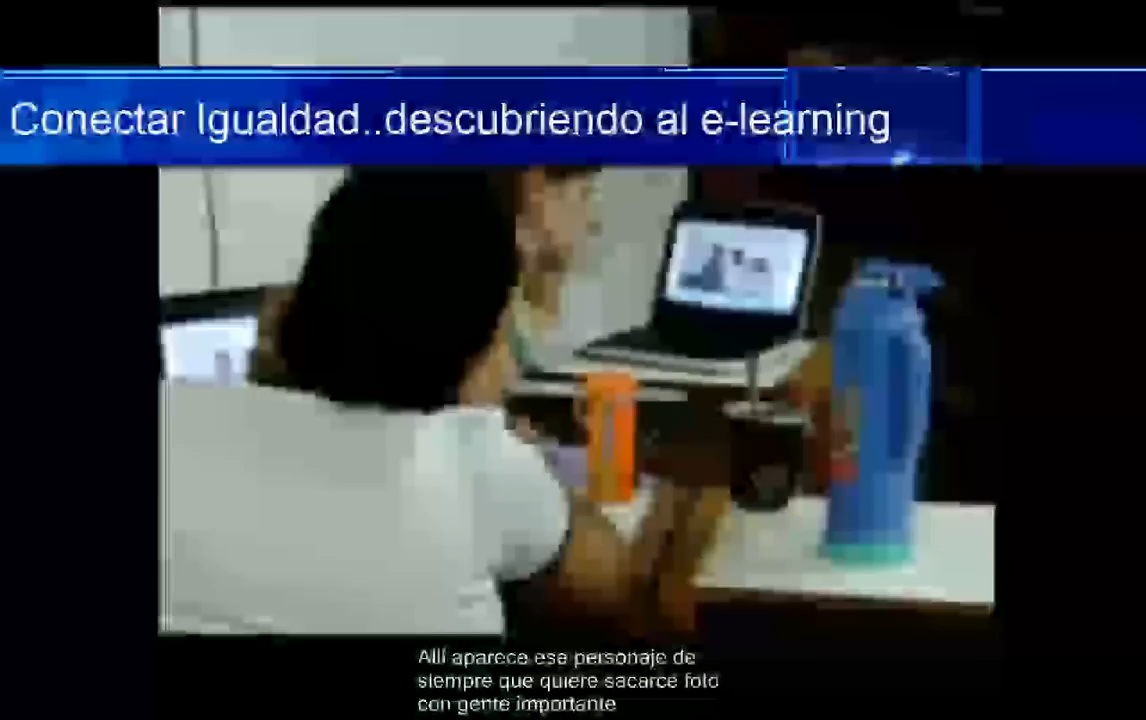 Conectar Igualdad..descubriendo al e-learning
Allí aparece ese personaje de
siempre que quiere sacarce foto
con gente importante